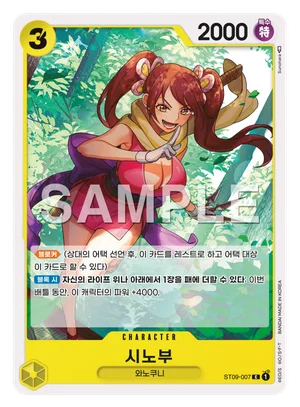 3
2000
특수
特
SAMPLE
블로커 (상대의 어택 선언 후, 이 카드를 레스트로 하고 어택 대상
이 카드로 할 수 있다)
블록 시 자신의 라이프 위나 아래에서 1장을 패에 더할 수 있다: 이번
배틀 동안, 이 캐릭터의 파워 +4000.
CHARACTER
시노부
와노쿠니
ST09-007 C 1